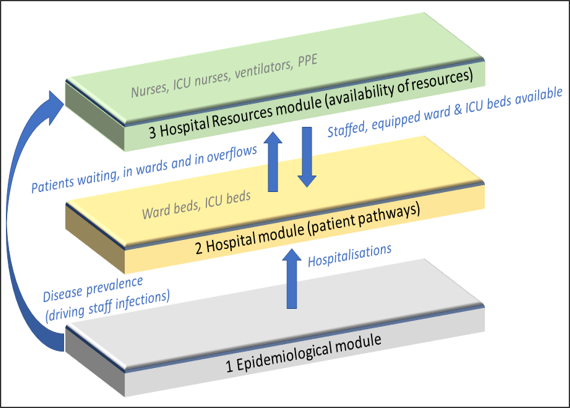 Nurses, ICU nurses, ventilators, PPE
3 Hospital Resources module (availability of resources)
Staffed, equipped ward & ICU beds available
Patients waiting, in wards and in overflows
Ward beds, ICU beds
2 Hospital module (patient pathways)
Hospitalisations
Disease prevalence
(driving staff infections)
1 Epidemiological module